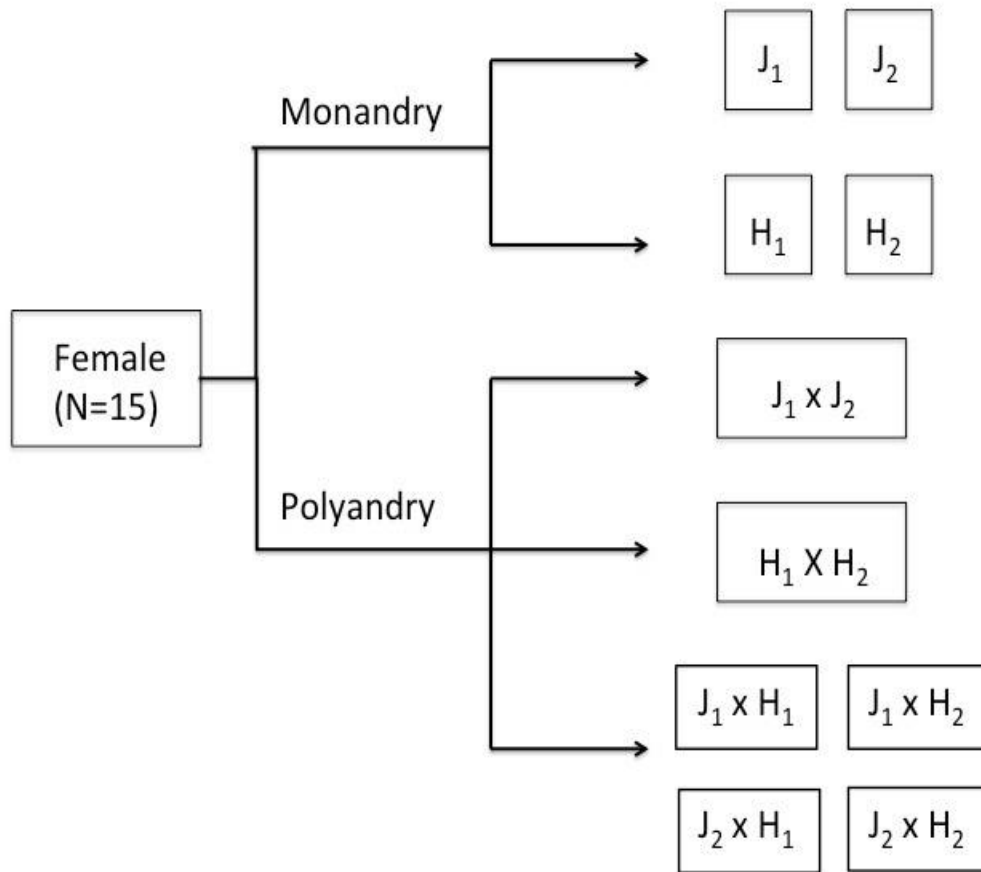 Monandry
J₁
J₂
H₁
H₂
Female
(N=15)
Polyandry
J₁ x J₂
H₁ X H₂
J₁ x H₁
J₁ x H₂
J₂ x H₁
J₂ x H₂